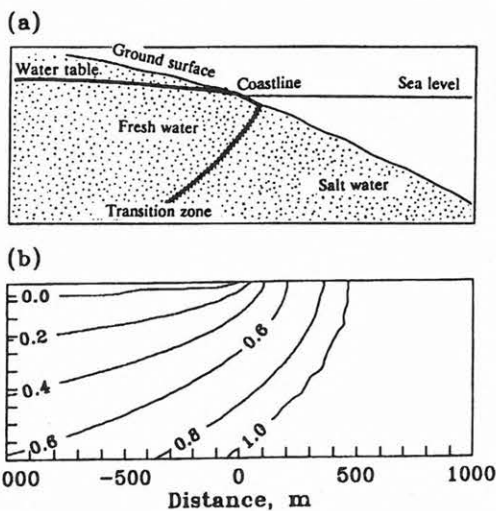 (a)
Ground surface
Water table
Coastline
Sea level
Fresh water
Salt water
Transition zone
(b)
0.0
0.2
0.6
0.4
0.6
0.8
1.0
000 -500 0 500 1000
Distance, m